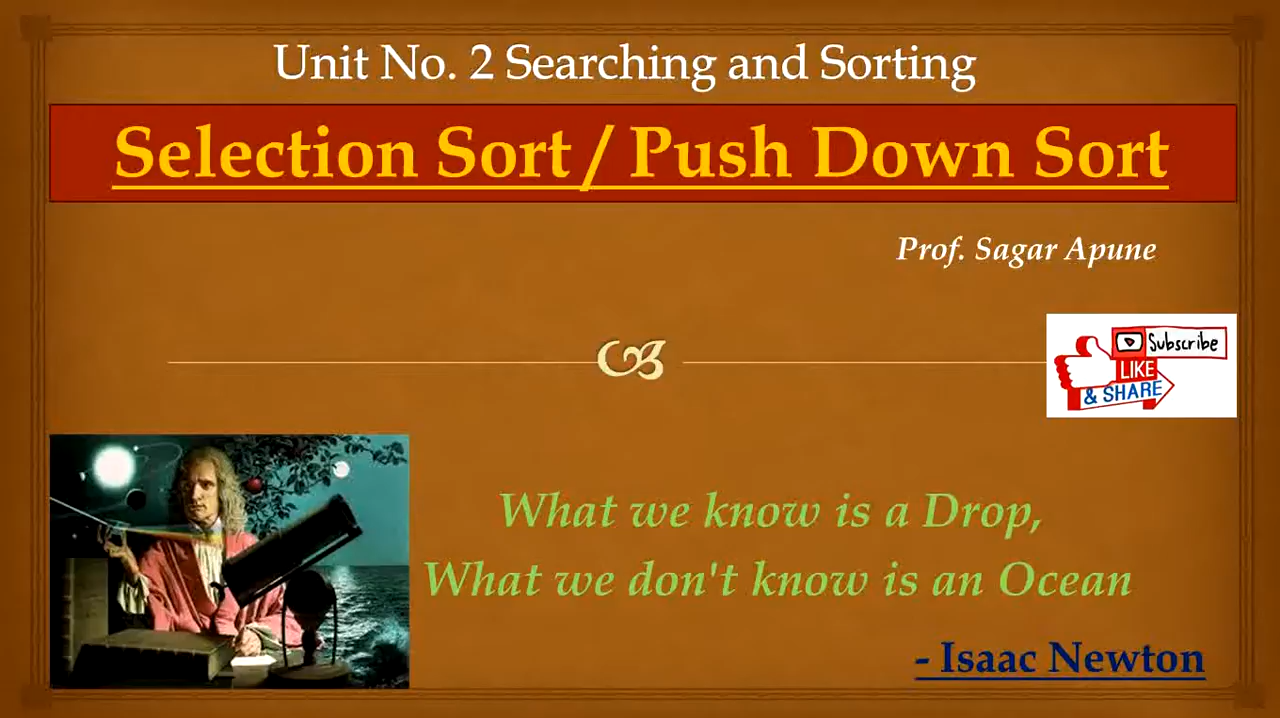 Unit No. 2 Searching and Sorting
Selection Sort / Push Down Sort
Prof. Sagar Apune
Subscribe
LIKE
& SHARE
What we know is a Drop,
What we don't know is an Ocean
- Isaac Newton